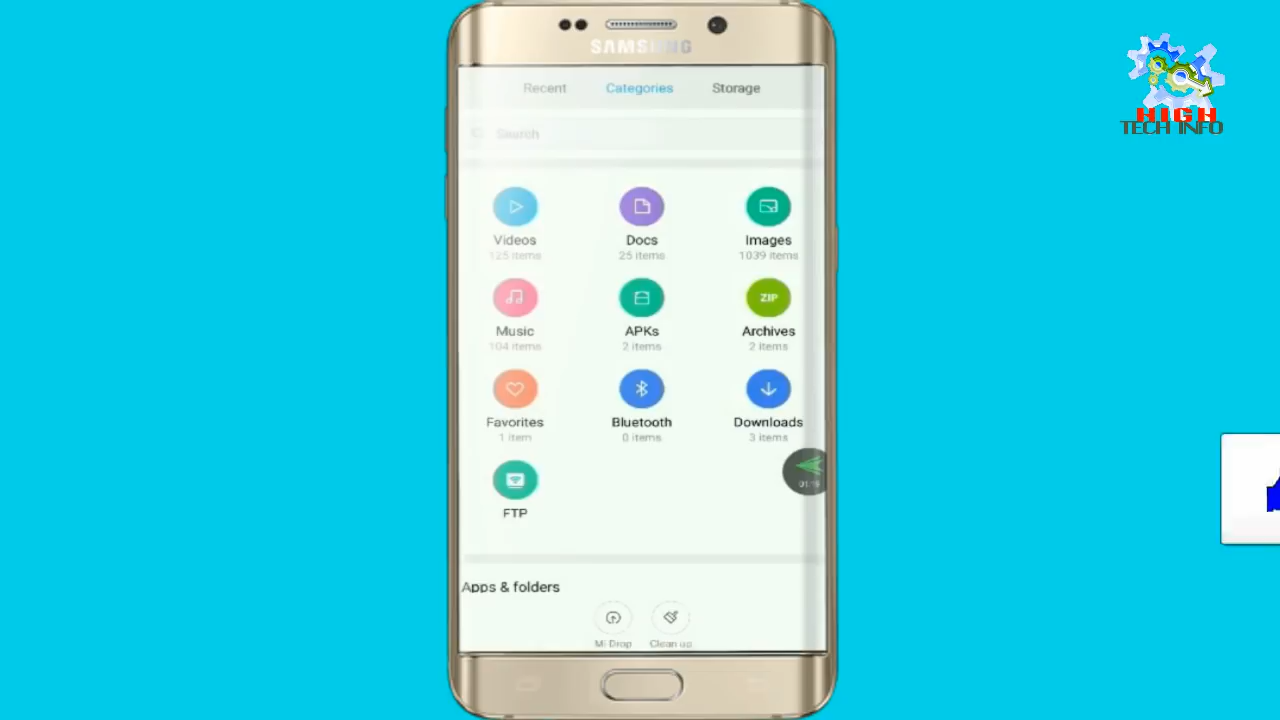 SAMSUNG
Recent Categories Storage
Search
Videos Docs Images
125 items 25 items 1039 items
ZIP
Music APKs Archives
104 items 2 items 2 items
Favorites Bluetooth Downloads
1 item 0 items 3 items
FTP
Apps & folders
Mi Drop Clean up
HIGH
TECH INFO